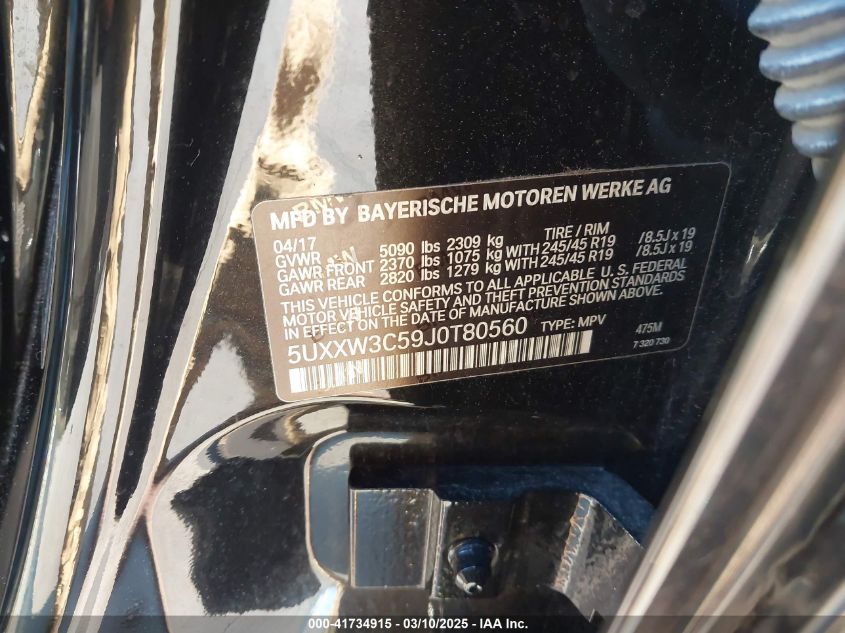 MFD BY BAYERISCHE MOTOREN WERKE AG
04/17 TIRE / RIM
GVWR 5090 lbs 2309 kg
GAWR FRONT 2370 lbs 1075 kg WITH 245/45 R19 /8.5J x 19
GAWR REAR 2820 lbs 1279 kg WITH 245/45 R19 /8.5J x 19
THIS VEHICLE CONFORMS TO ALL APPLICABLE U. S. FEDERAL
MOTOR VEHICLE SAFETY AND THEFT PREVENTION STANDARDS
IN EFFECT ON THE DATE OF MANUFACTURE SHOWN ABOVE.
5UXXW3C59J0T80560 TYPE: MPV 475M
7 320 730
000-41734915 - 03/10/2025 - IAA Inc.